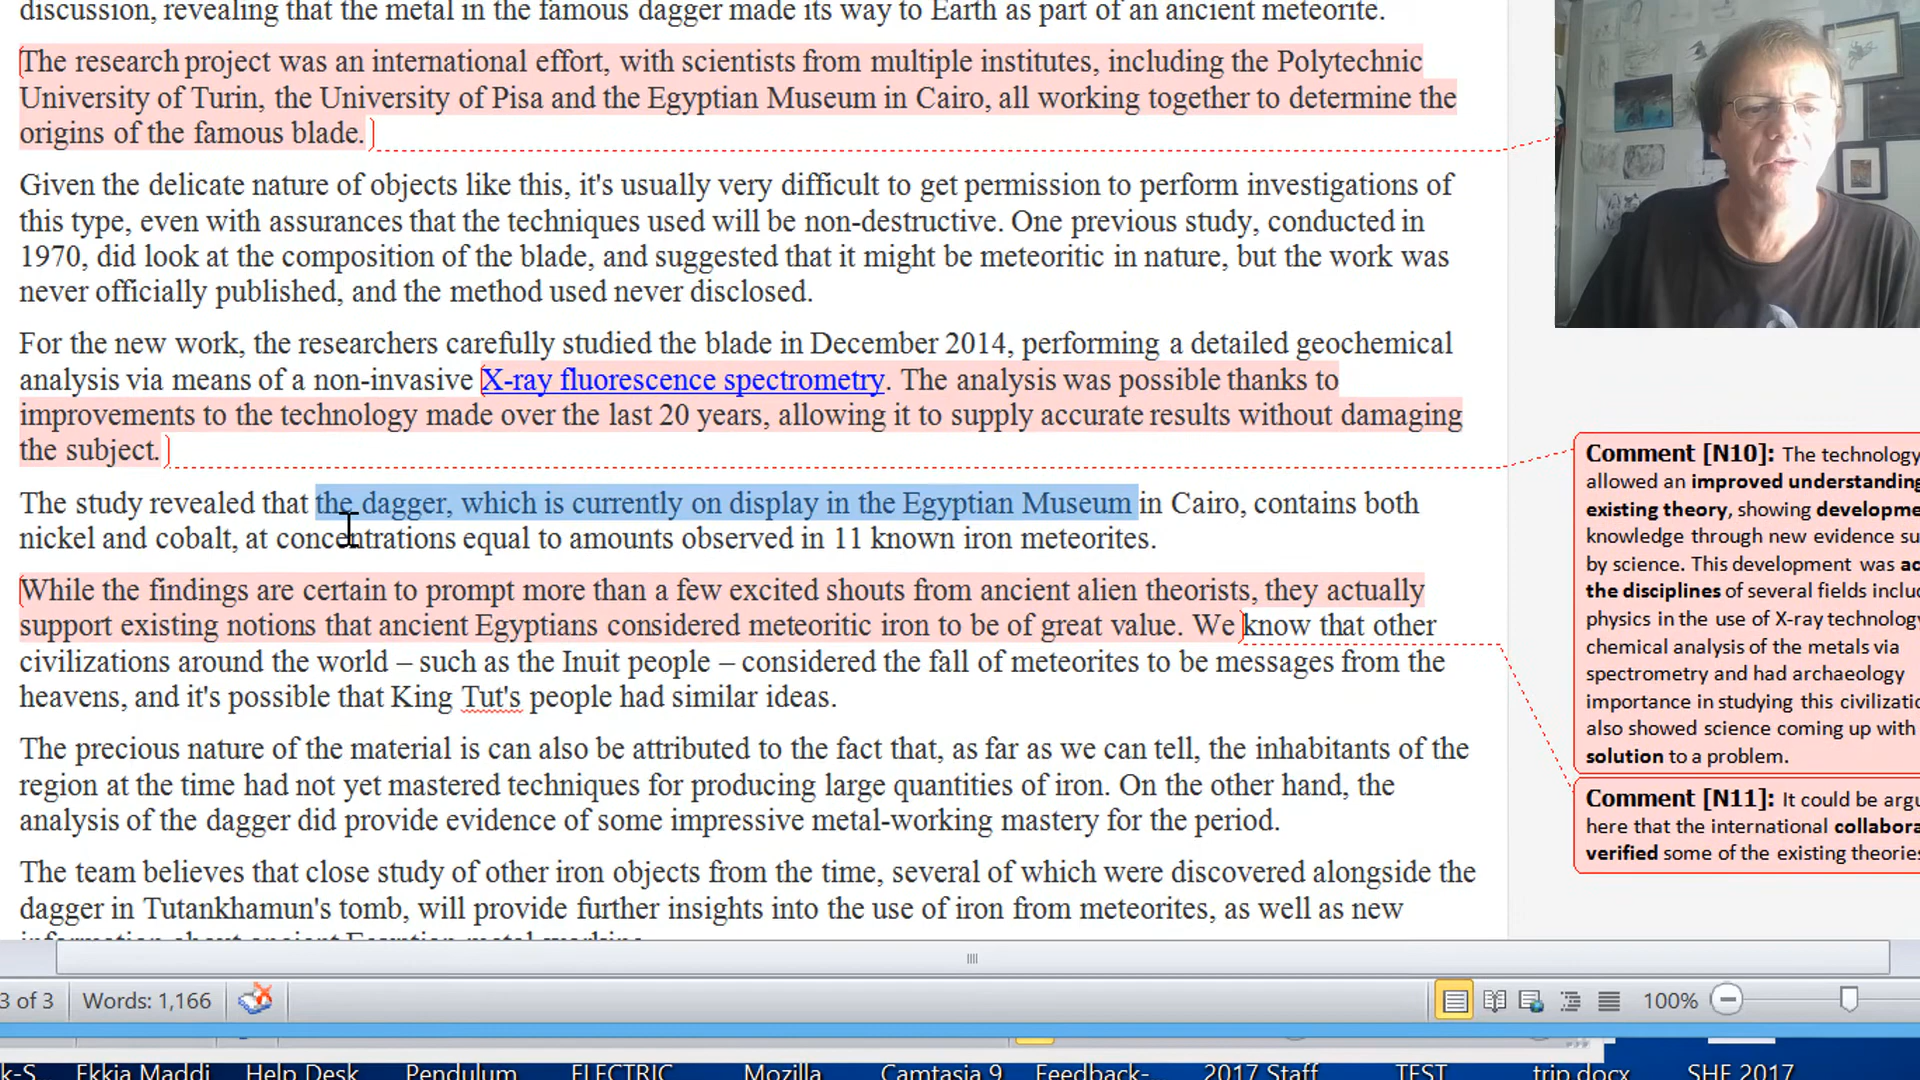 discussion, revealing that the metal in the famous dagger made its way to Earth as part of an ancient meteorite.
The research project was an international effort, with scientists from multiple institutes, including the Polytechnic
University of Turin, the University of Pisa and the Egyptian Museum in Cairo, all working together to determine the
origins of the famous blade.
Given the delicate nature of objects like this, it's usually very difficult to get permission to perform investigations of
this type, even with assurances that the techniques used will be non-destructive. One previous study, conducted in
1970, did look at the composition of the blade, and suggested that it might be meteoritic in nature, but the work was
never officially published, and the method used never disclosed.
For the new work, the researchers carefully studied the blade in December 2014, performing a detailed geochemical
analysis via means of a non-invasive X-ray fluorescence spectrometry. The analysis was possible thanks to
improvements to the technology made over the last 20 years, allowing it to supply accurate results without damaging
the subject.
The study revealed that the dagger, which is currently on display in the Egyptian Museum in Cairo, contains both
nickel and cobalt, at concentrations equal to amounts observed in 11 known iron meteorites.
While the findings are certain to prompt more than a few excited shouts from ancient alien theorists, they actually
support existing notions that ancient Egyptians considered meteoritic iron to be of great value. We know that other
civilizations around the world – such as the Inuit people – considered the fall of meteorites to be messages from the
heavens, and it's possible that King Tut's people had similar ideas.
The precious nature of the material is can also be attributed to the fact that, as far as we can tell, the inhabitants of the
region at the time had not yet mastered techniques for producing large quantities of iron. On the other hand, the
analysis of the dagger did provide evidence of some impressive metal-working mastery for the period.
The team believes that close study of other iron objects from the time, several of which were discovered alongside the
dagger in Tutankhamun's tomb, will provide further insights into the use of iron from meteorites, as well as new
information about ancient Egyptian metal-working.
Comment [N10]: The technology
allowed an improved understanding
existing theory, showing developme
knowledge through new evidence su
by science. This development was ac
the disciplines of several fields inclu
physics in the use of X-ray technology
chemical analysis of the metals via
spectrometry and had archaeology
importance in studying this civilizatio
also showed science coming up with
solution to a problem.
Comment [N11]: It could be argu
here that the international collabora
verified some of the existing theories
3 of 3
Words: 1,166
100%
k-S...
Ekkia Maddi
Help Desk
Pendulum
ELECTRIC
Mozilla
Camtasia 9
Feedback-
2017 Staff
TEST
trip.docx
SHE 2017